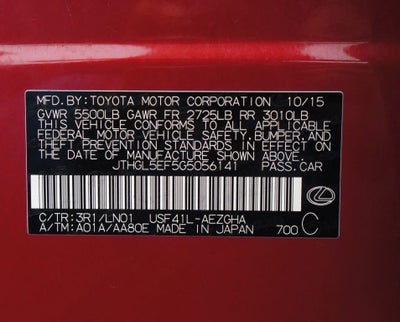 MFD. BY: TOYOTA MOTOR CORPORATION 10/15
GVWR 5500LB GAWR FR 2725LB RR 3010LB
THIS VEHICLE CONFORMS TO ALL APPLICABLE
FEDERAL MOTOR VEHICLE SAFETY, BUMPER, AND
THEFT PREVENTION STANDARDS IN EFFECT ON
THE DATE OF MANUFACTURE SHOWN ABOVE.
JTHGL5EF5G5056141 PASS.CAR
C/TR: 3R1/LN01 USF41L-AEZGHA
A/TM: A01A/AA80E MADE IN JAPAN 700 C